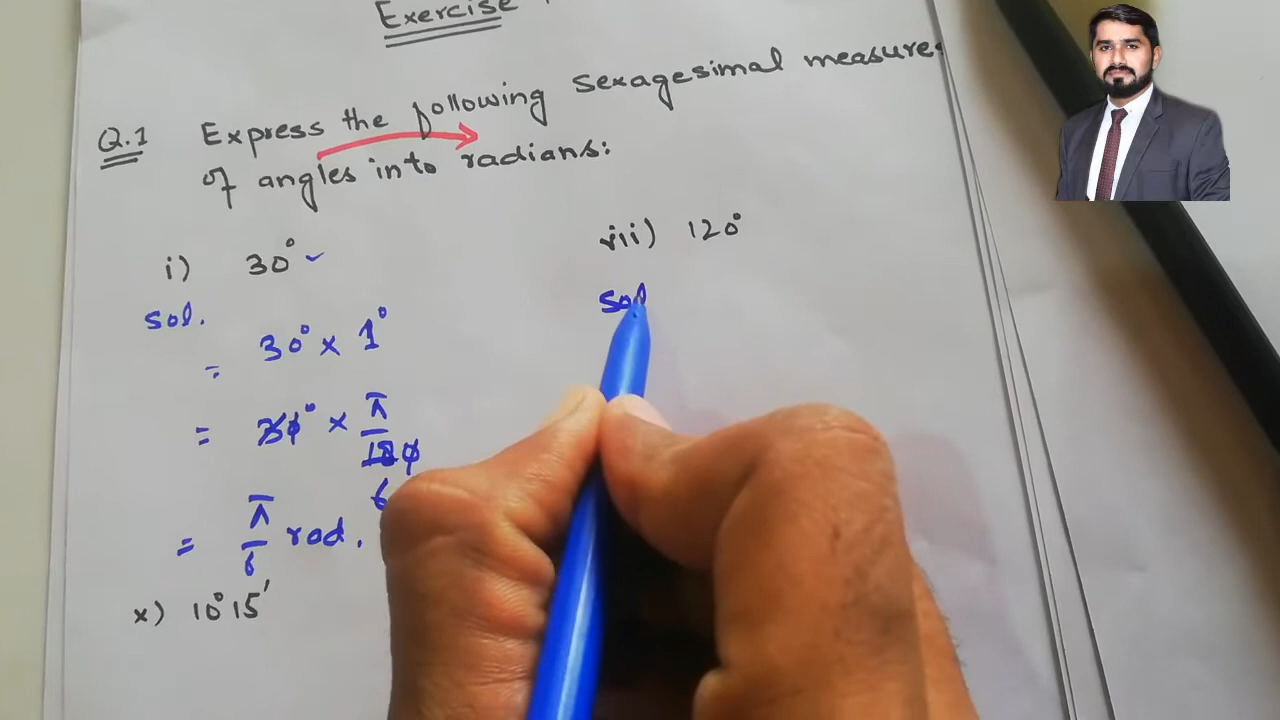 Exercise
Q.1 Express the following sexagesimal measures
of angles into radians:
i) 30°
sol.
= 30° × 1°
= 30° × π/180
6
= π/6 rad.
x) 10° 15'
vii) 120°
Sol